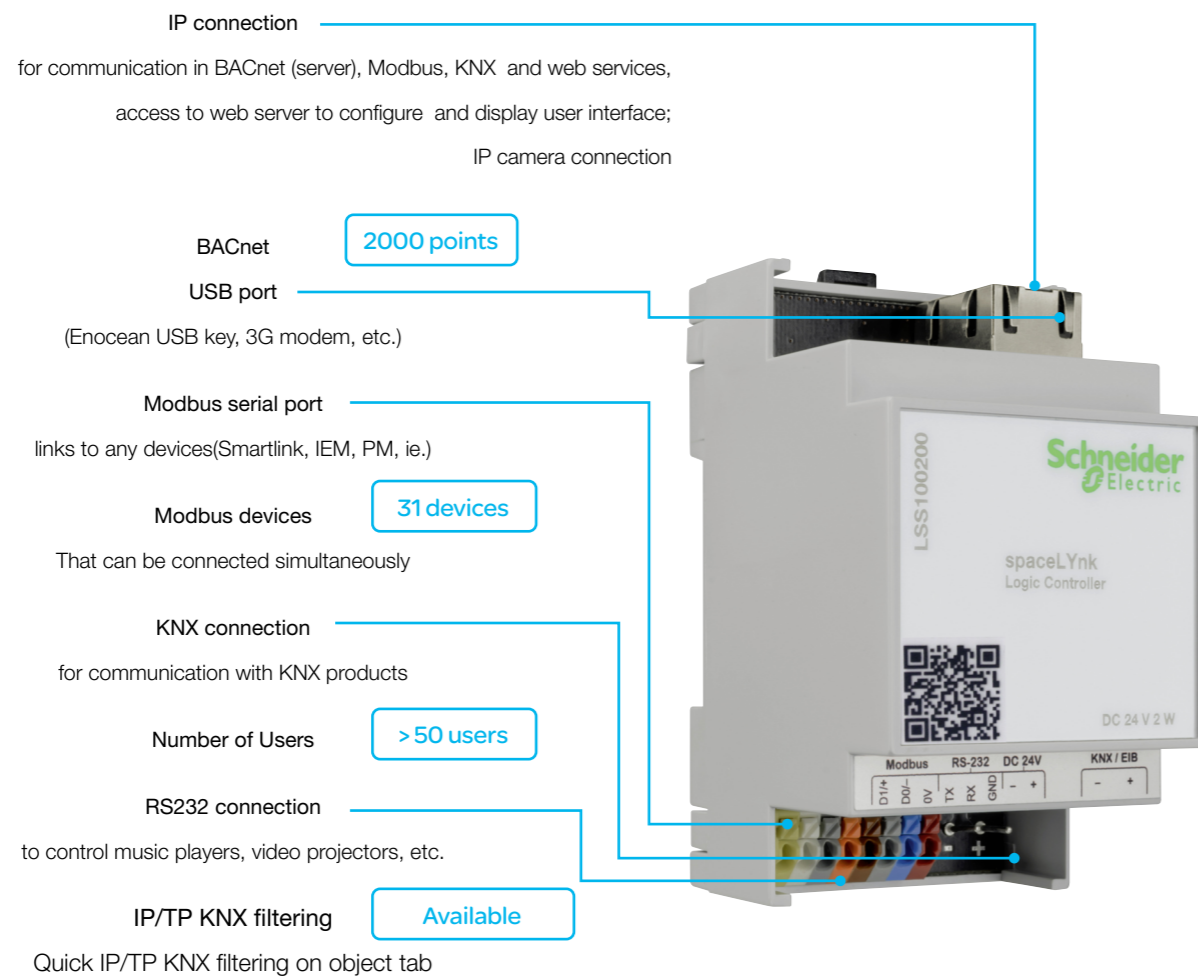 IP connection
for communication in BACnet (server), Modbus, KNX and web services,
access to web server to configure and display user interface;
IP camera connection
BACnet
2000 points
USB port
(Enocean USB key, 3G modem, etc.)
Modbus serial port
links to any devices(Smartlink, IEM, PM, ie.)
Modbus devices
31 devices
That can be connected simultaneously
KNX connection
for communication with KNX products
Number of Users
> 50 users
RS232 connection
to control music players, video projectors, etc.
IP/TP KNX filtering
Available
Quick IP/TP KNX filtering on object tab
LSS100200
Schneider
Electric
spaceLYnk
Logic Controller
DC 24 V 2 W
Modbus RS-232 DC 24V KNX / EIB
D1/+ D0/– 0V TX RX GND – + – +
– +